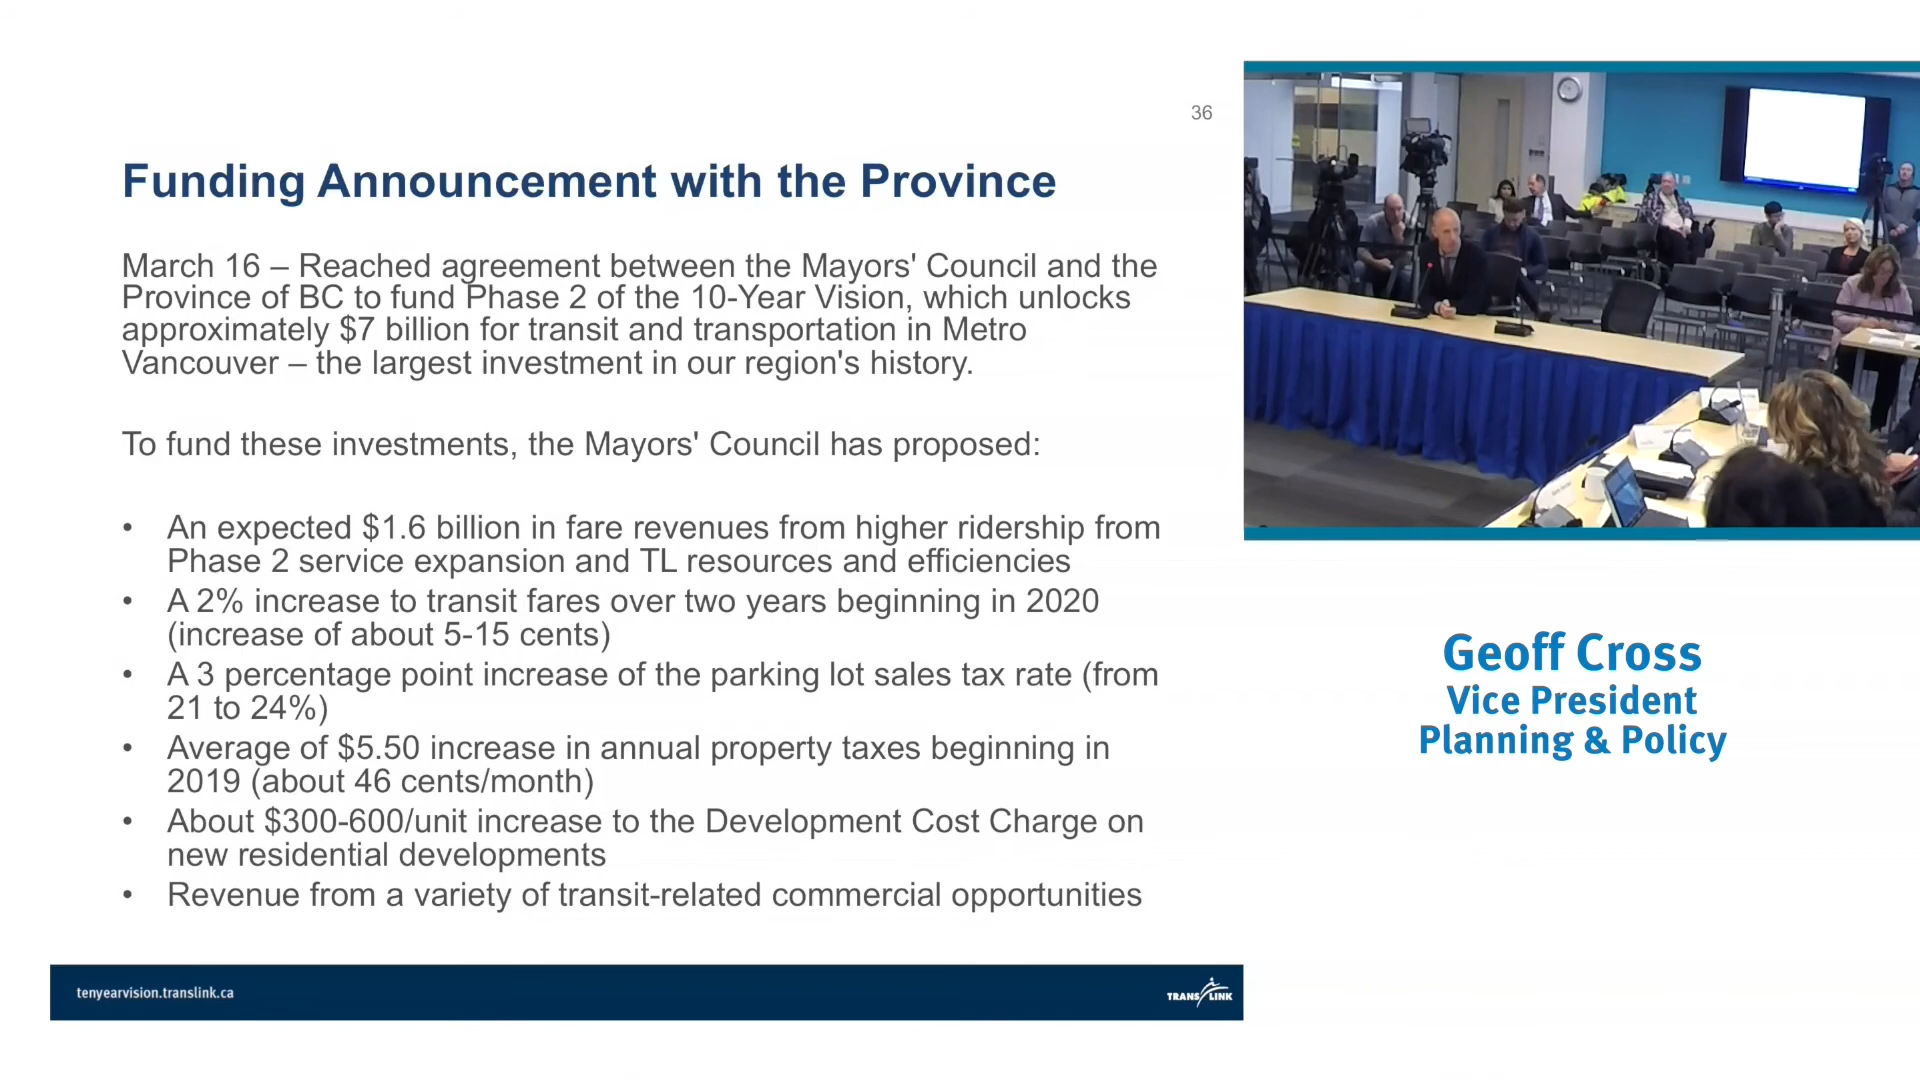 36
Funding Announcement with the Province
March 16 – Reached agreement between the Mayors' Council and the
Province of BC to fund Phase 2 of the 10-Year Vision, which unlocks
approximately $7 billion for transit and transportation in Metro
Vancouver – the largest investment in our region's history.
To fund these investments, the Mayors' Council has proposed:
• An expected $1.6 billion in fare revenues from higher ridership from
Phase 2 service expansion and TL resources and efficiencies
• A 2% increase to transit fares over two years beginning in 2020
(increase of about 5-15 cents)
• A 3 percentage point increase of the parking lot sales tax rate (from
21 to 24%)
• Average of $5.50 increase in annual property taxes beginning in
2019 (about 46 cents/month)
• About $300-600/unit increase to the Development Cost Charge on
new residential developments
• Revenue from a variety of transit-related commercial opportunities
tenyearvision.translink.ca
TRANS LINK
Geoff Cross
Vice President
Planning & Policy